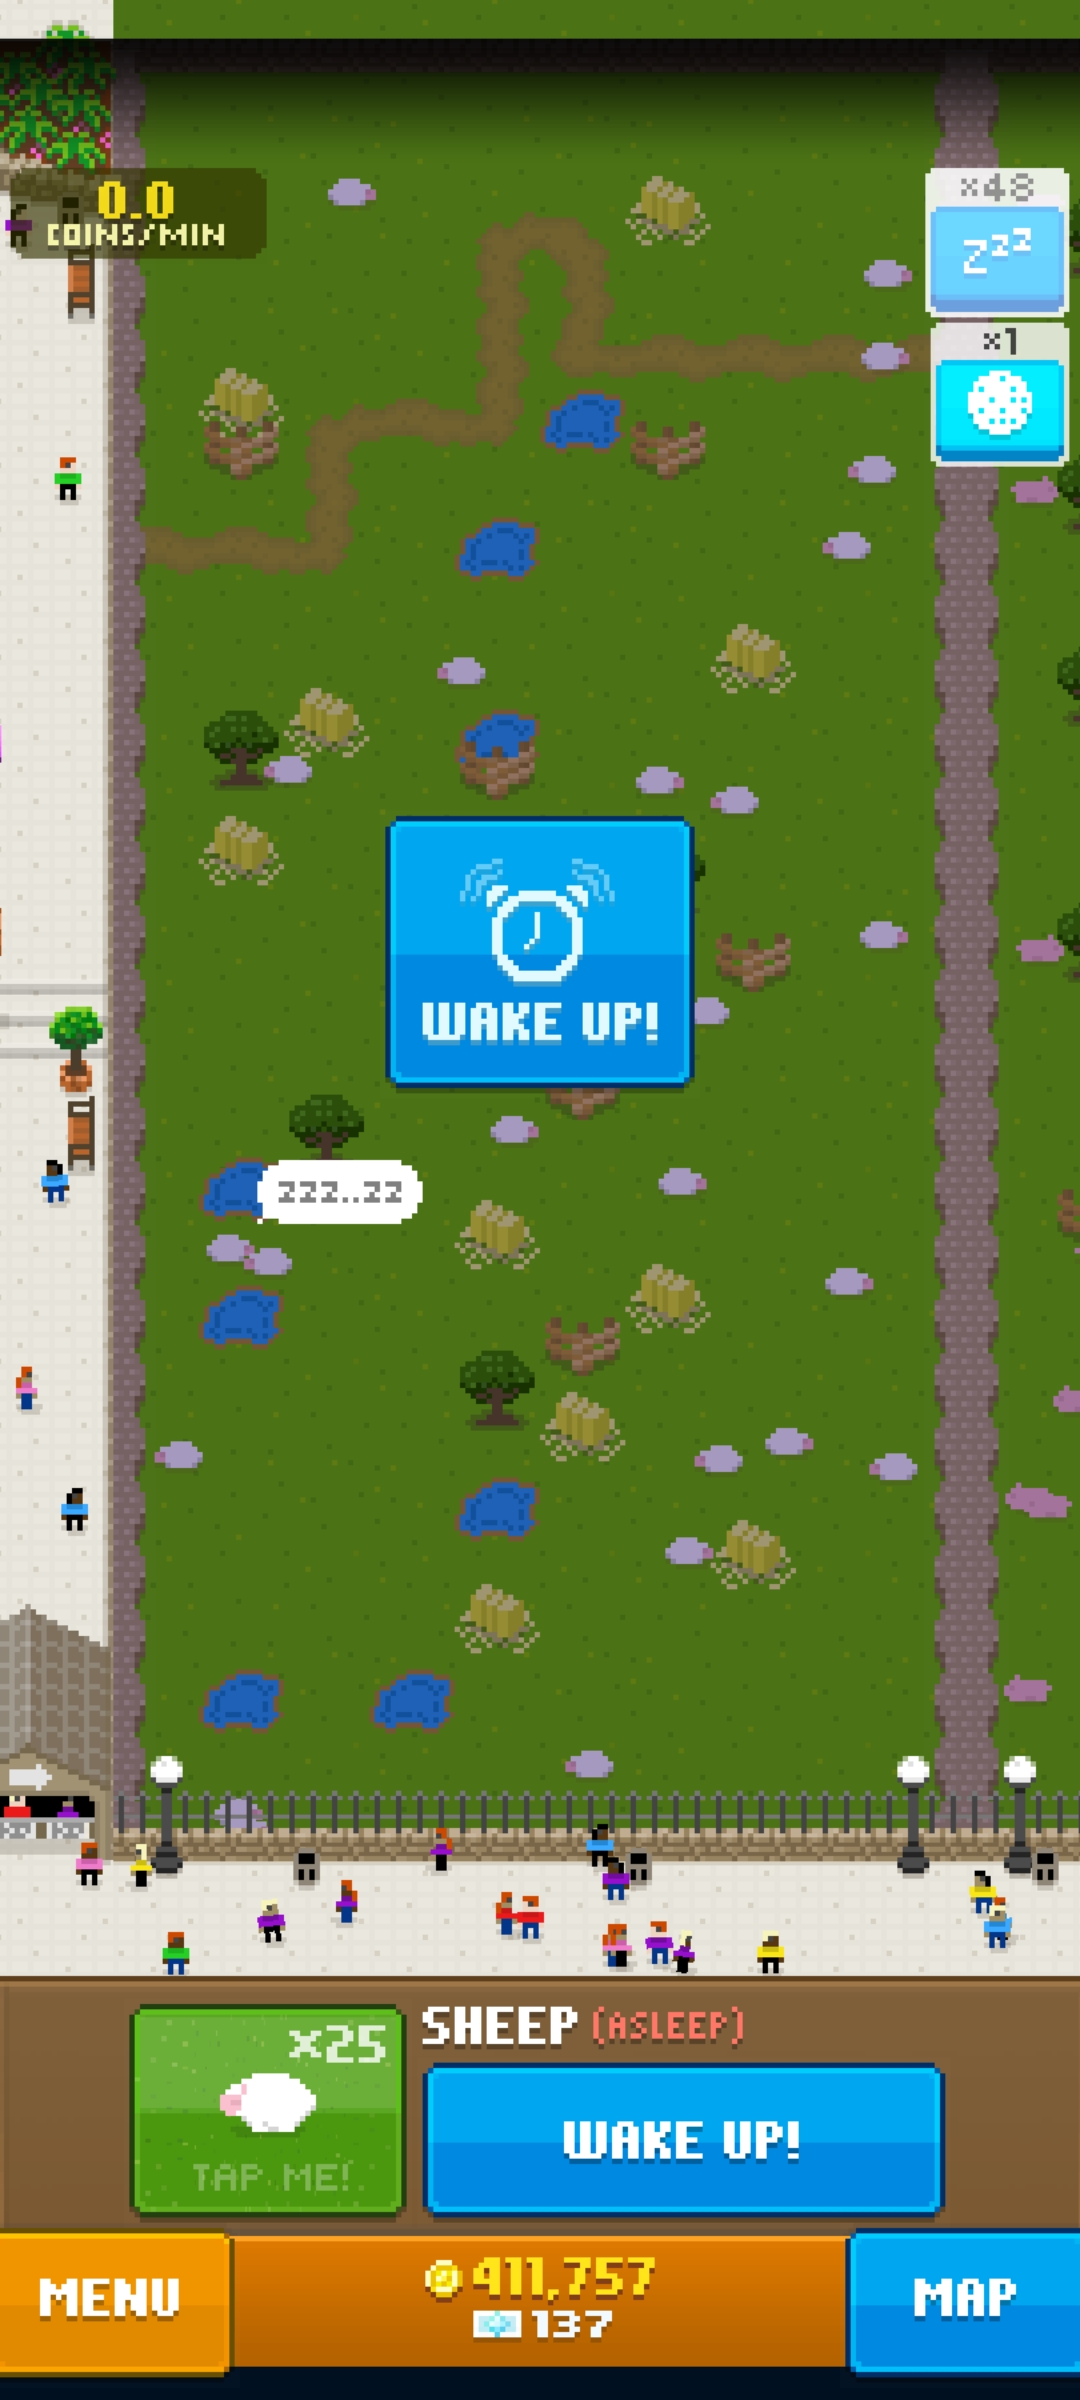 0.0
COINS/MIN
x48
zzz
x1
WAKE UP!
zzz..zz
x25
TAP ME!
SHEEP (ASLEEP)
WAKE UP!
MENU
411,757
137
MAP